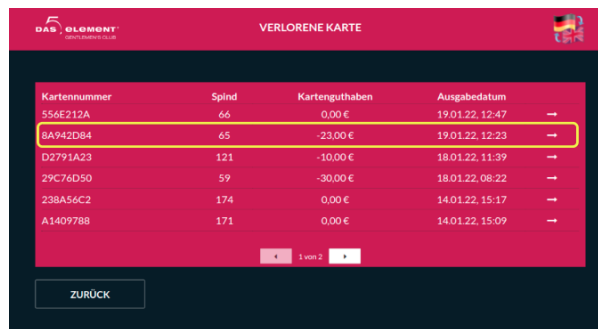 DAS ELEMENT
GENTLEMEN'S CLUB
VERLORENE KARTE
Kartennummer Spind Kartenguthaben Ausgabedatum
556E212A 66 0,00 € 19.01.22, 12:47 →
8A942D84 65 -23,00 € 19.01.22, 12:23 →
D2791A23 121 -10,00 € 18.01.22, 11:39 →
29C76D50 59 -30,00 € 18.01.22, 08:22 →
238A56C2 174 0,00 € 14.01.22, 15:17 →
A1409788 171 0,00 € 14.01.22, 15:09 →
1 von 2
ZURÜCK